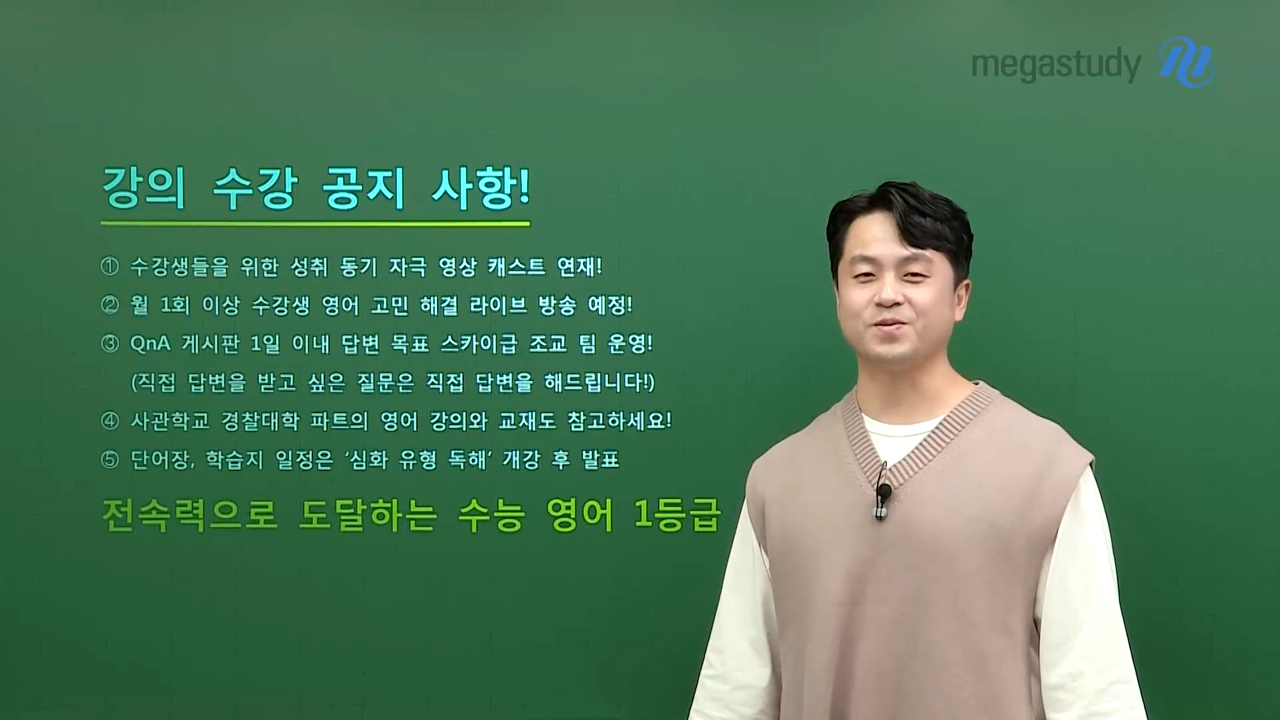 megastudy
강의 수강 공지 사항!
① 수강생들을 위한 성취 동기 자극 영상 캐스트 연재!
② 월 1회 이상 수강생 영어 고민 해결 라이브 방송 예정!
③ QnA 게시판 1일 이내 답변 목표 스카이급 조교 팀 운영!
(직접 답변을 받고 싶은 질문은 직접 답변을 해드립니다!)
④ 사관학교 경찰대학 파트의 영어 강의와 교재도 참고하세요!
⑤ 단어장, 학습지 일정은 ‘심화 유형 독해’ 개강 후 발표
전속력으로 도달하는 수능 영어 1등급